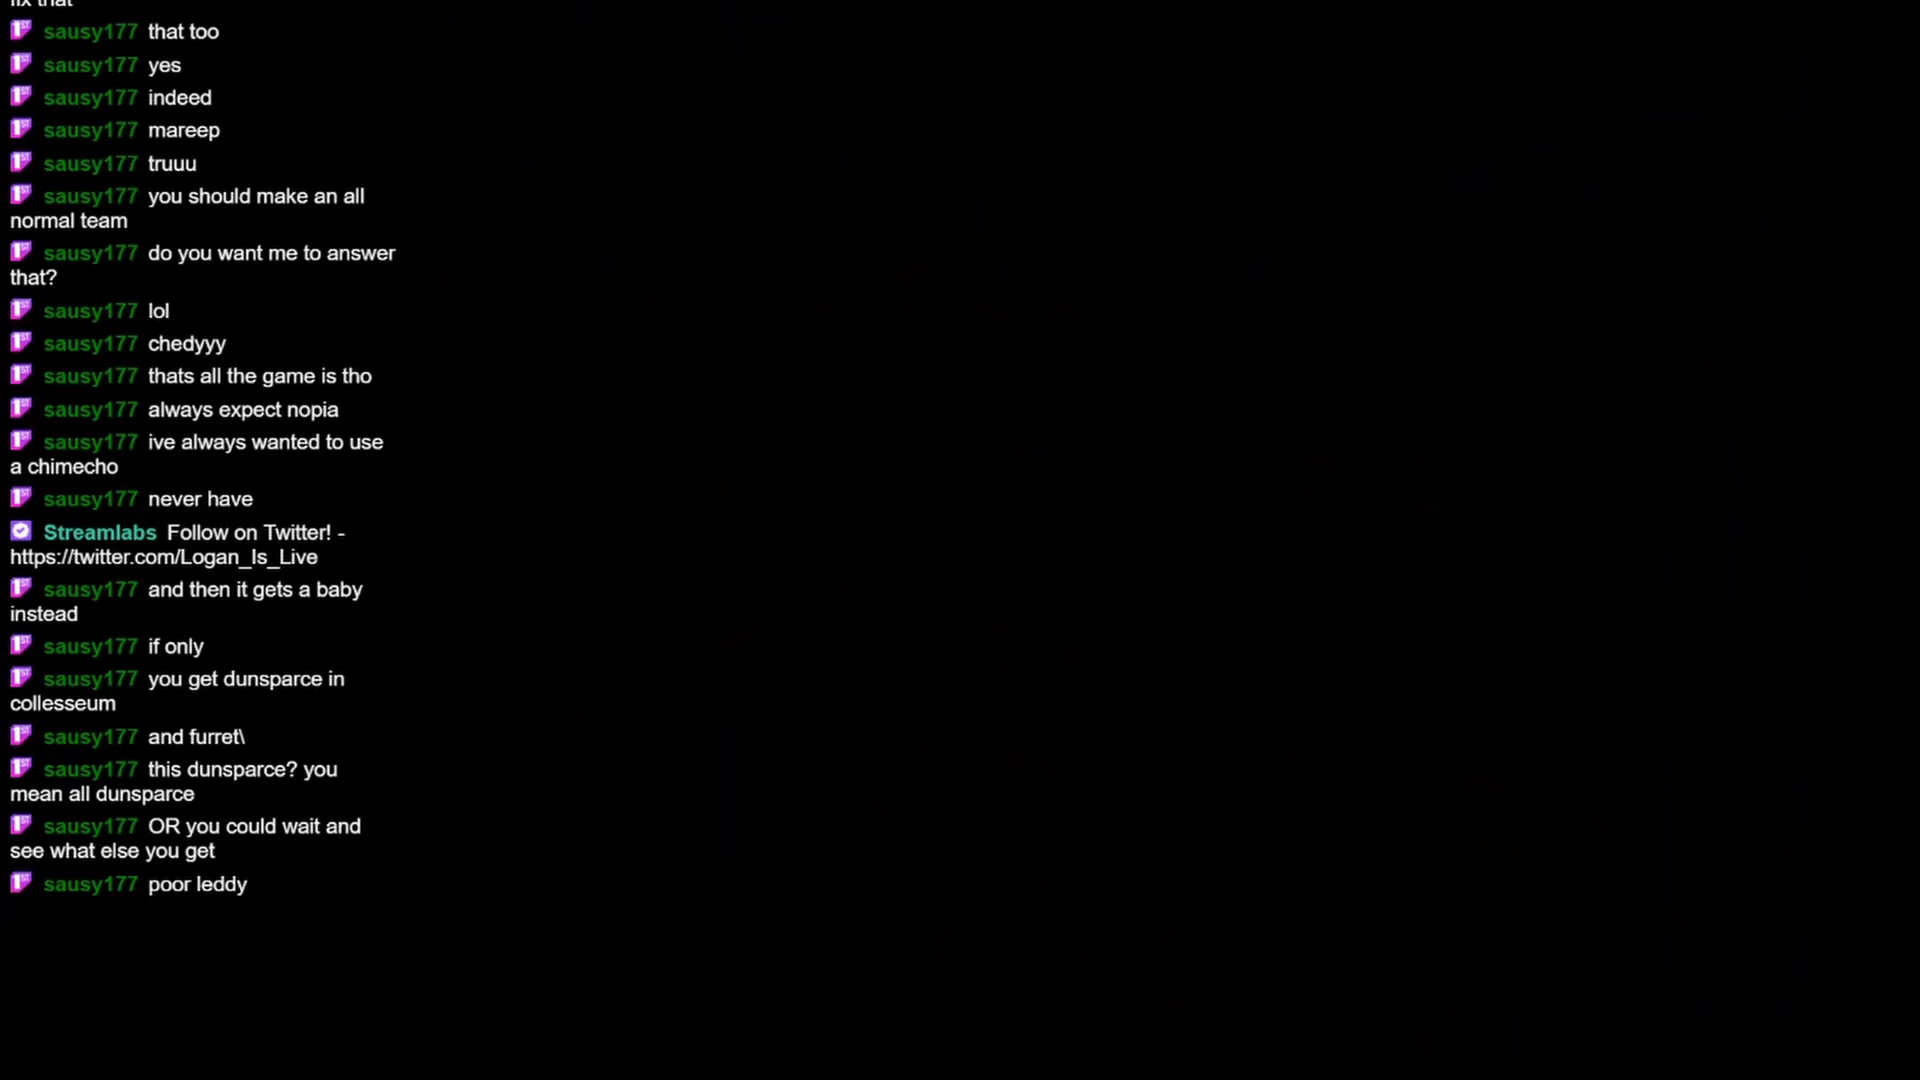 fix that
sausy177 that too
sausy177 yes
sausy177 indeed
sausy177 mareep
sausy177 truuu
sausy177 you should make an all
normal team
sausy177 do you want me to answer
that?
sausy177 lol
sausy177 chedyyy
sausy177 thats all the game is tho
sausy177 always expect nopia
sausy177 ive always wanted to use
a chimecho
sausy177 never have
Streamlabs Follow on Twitter! -
https://twitter.com/Logan_Is_Live
sausy177 and then it gets a baby
instead
sausy177 if only
sausy177 you get dunsparce in
collesseum
sausy177 and furret\
sausy177 this dunsparce? you
mean all dunsparce
sausy177 OR you could wait and
see what else you get
sausy177 poor leddy